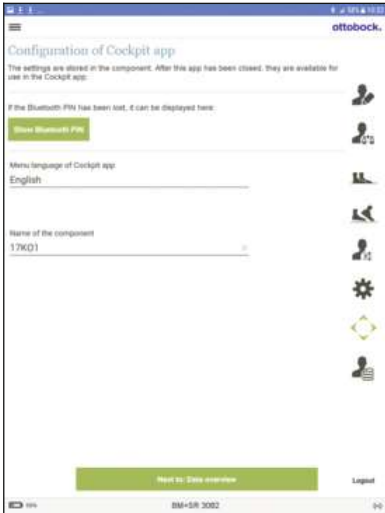 ottobock.
Configuration of Cockpit app
The settings are stored in the component. After this app has been closed, they are available for
use in the Cockpit app:
If the Bluetooth PIN has been lost, it can be displayed here:
Show Bluetooth PIN
Menu language of Cockpit app
English
Name of the component
17KO1
Next to: Data overview
Logout
BM+SR 3082